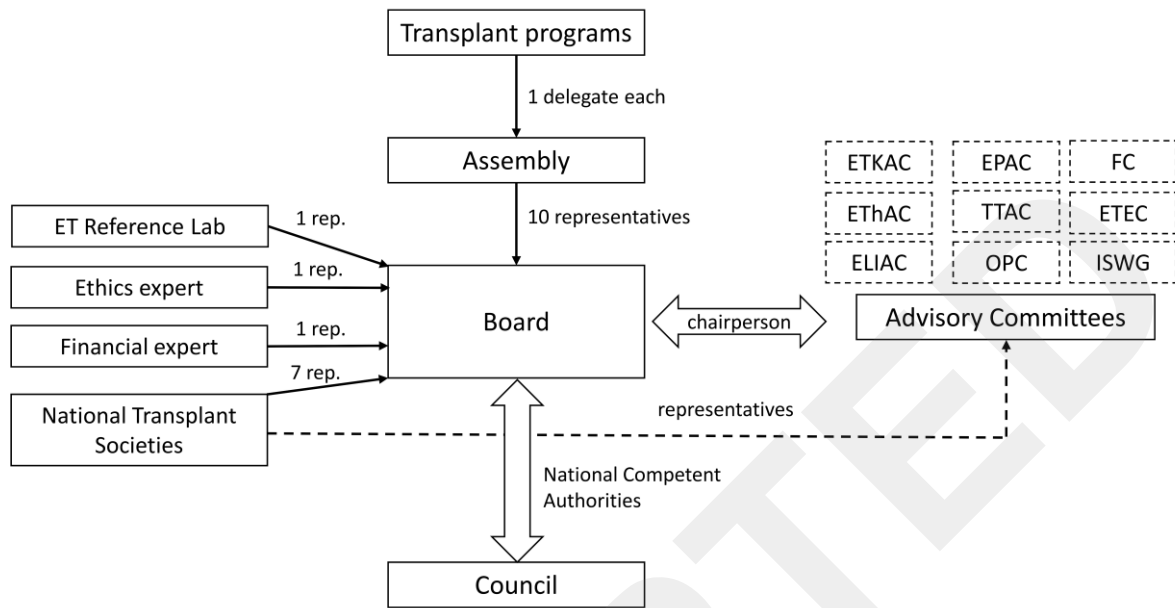 Transplant programs
1 delegate each
Assembly
10 representatives
ET Reference Lab
1 rep.
Ethics expert
1 rep.
Financial expert
1 rep.
National Transplant
Societies
7 rep.
Board
chairperson
ETKAC
EPAC
FC
EThAC
TTAC
ETEC
ELIAC
OPC
ISWG
Advisory Committees
representatives
National Competent
Authorities
Council